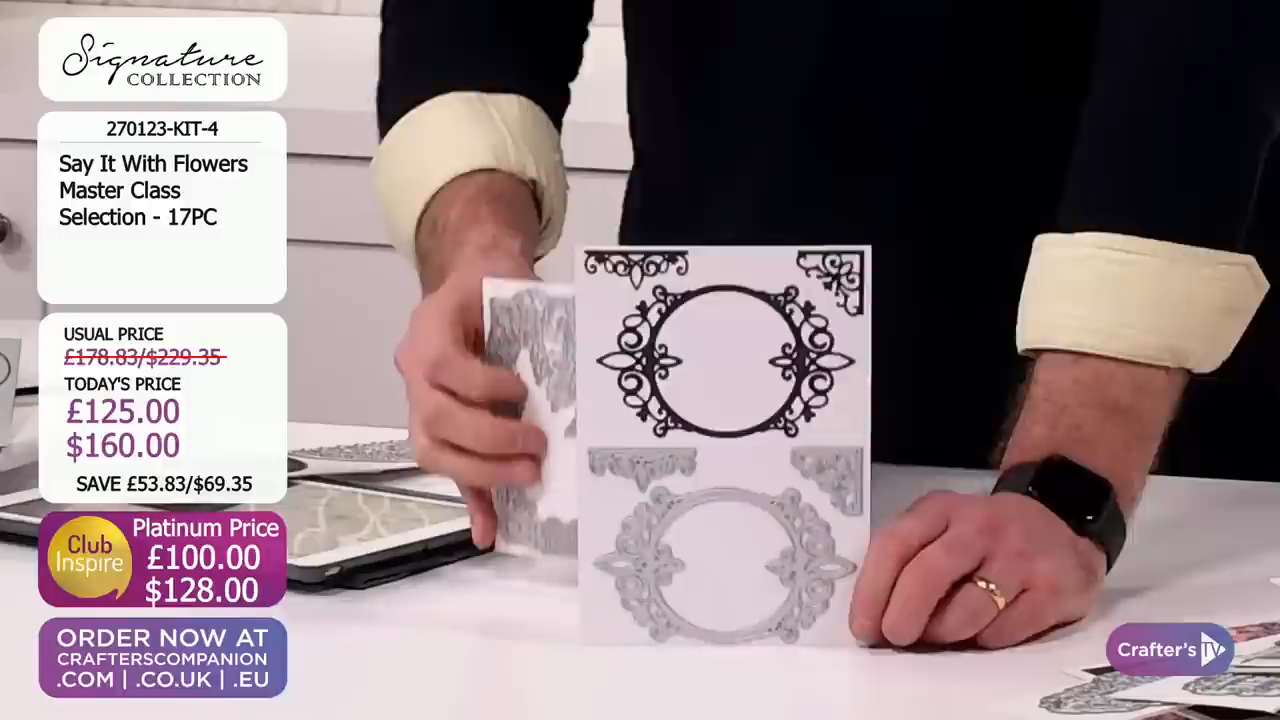 Signature
COLLECTION
270123-KIT-4
Say It With Flowers
Master Class
Selection - 17PC
USUAL PRICE
£178.83/$229.35
TODAY'S PRICE
£125.00
$160.00
SAVE £53.83/$69.35
Club
Inspire
Platinum Price
£100.00
$128.00
ORDER NOW AT
CRAFTERSCOMPANION
.COM | .CO.UK | .EU
Crafter's TV